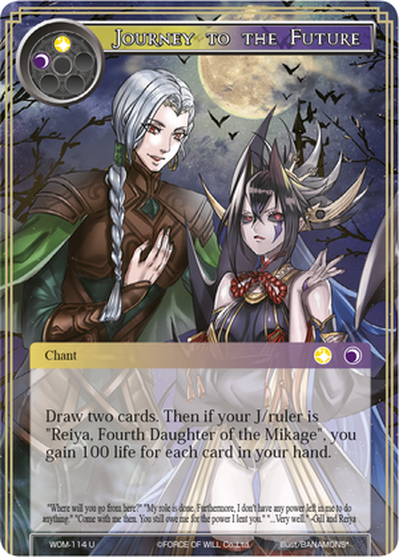 JOURNEY TO THE FUTURE
Chant
Draw two cards. Then if your J/ruler is
"Reiya, Fourth Daughter of the Mikage", you
gain 100 life for each card in your hand.
"Where will you go from here?" "My role is done. Furthermore, I don't have any power left in me to do
anything." "Come with me then. You still owe me for the power I lent you." "...Very well." -Gill and Reiya
WOM-114 U ©FORCE OF WILL Co.,Ltd. Illust/BANAMONS*